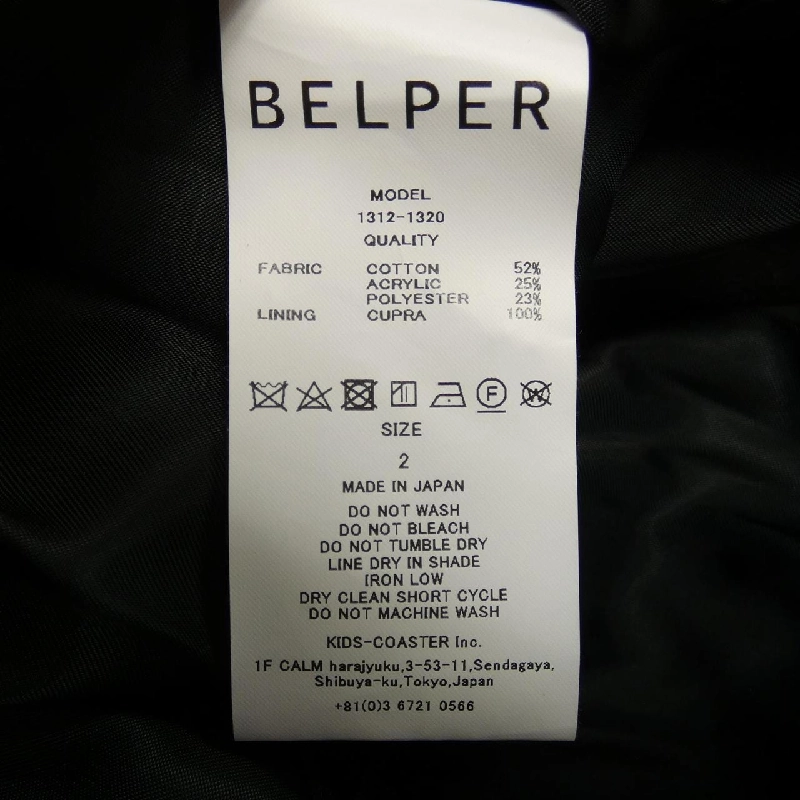 BELPER
MODEL
1312-1320
QUALITY
FABRIC COTTON 52%
ACRYLIC 25%
POLYESTER 23%
LINING CUPRA 100%
F W
SIZE
2
MADE IN JAPAN
DO NOT WASH
DO NOT BLEACH
DO NOT TUMBLE DRY
LINE DRY IN SHADE
IRON LOW
DRY CLEAN SHORT CYCLE
DO NOT MACHINE WASH
KIDS-COASTER Inc.
1F CALM harajyuku,3-53-11,Sendagaya,
Shibuya-ku,Tokyo,Japan
+81(0)3 6721 0566